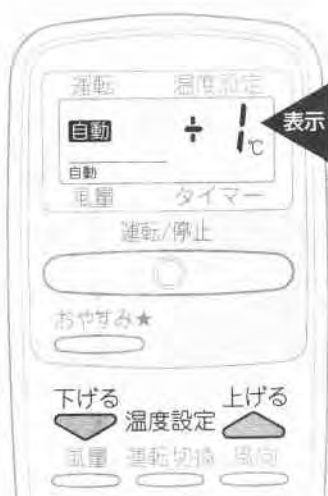 運転 温度設定
自動 +1℃
表示
自動
風量 タイマー
運転/停止
おやすみ★
下げる 上げる
温度設定
風量 運転切換 風向